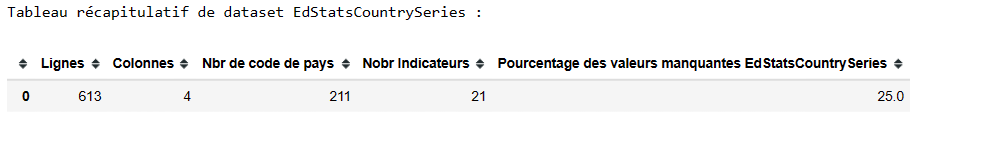 Tableau récapitulatif de dataset EdStatsCountrySeries :
Lignes Colonnes Nbr de code de pays Nobr Indicateurs Pourcentage des valeurs manquantes EdStatsCountrySeries
0 613 4 211 21 25.0